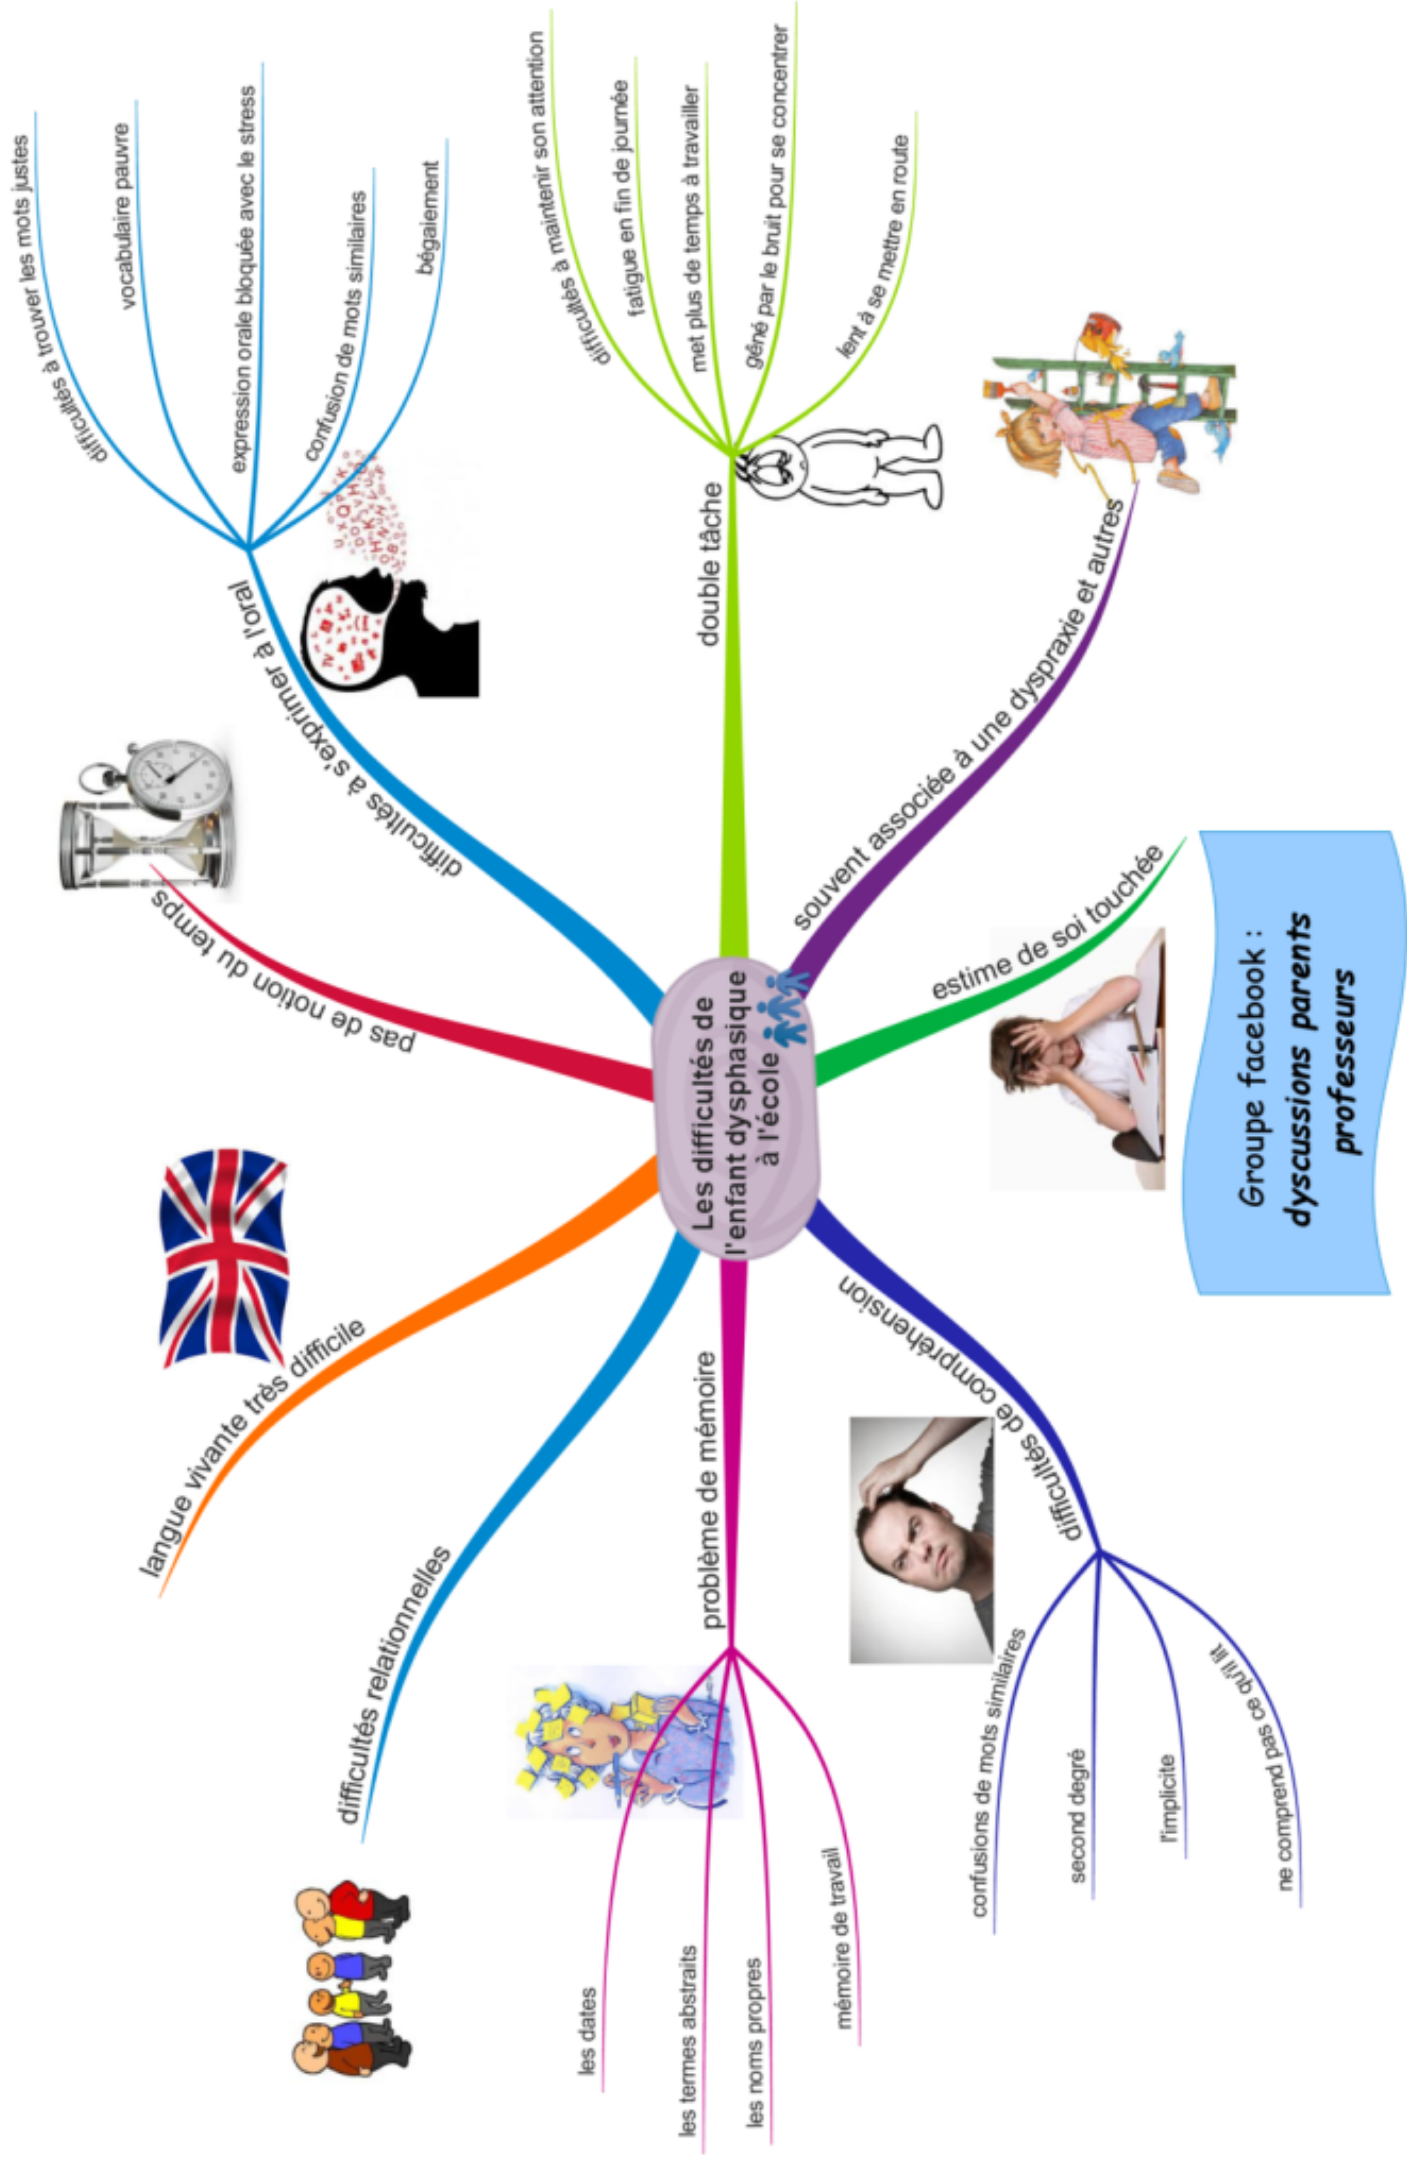 Les difficultés de
l'enfant dysphasique
à l'école
difficultés à s'exprimer à l'oral
difficultés à trouver les mots justes
vocabulaire pauvre
expression orale bloquée avec le stress
confusion de mots similaires
bégaiement
double tâche
difficultés à maintenir son attention
fatigue en fin de journée
met plus de temps à travailler
géné par le bruit pour se concentrer
lent à se mettre en route
souvent associée à une dyspraxie et autres
estime de soi touchée
difficultés de compréhension
confusions de mots similaires
second degré
l'implicite
ne comprend pas ce qu'il lit
problème de mémoire
les dates
les termes abstraits
les noms propres
mémoire de travail
difficultés relationnelles
langue vivante très difficile
pas de notion du temps
Groupe facebook :
dyscussions parents
professeurs